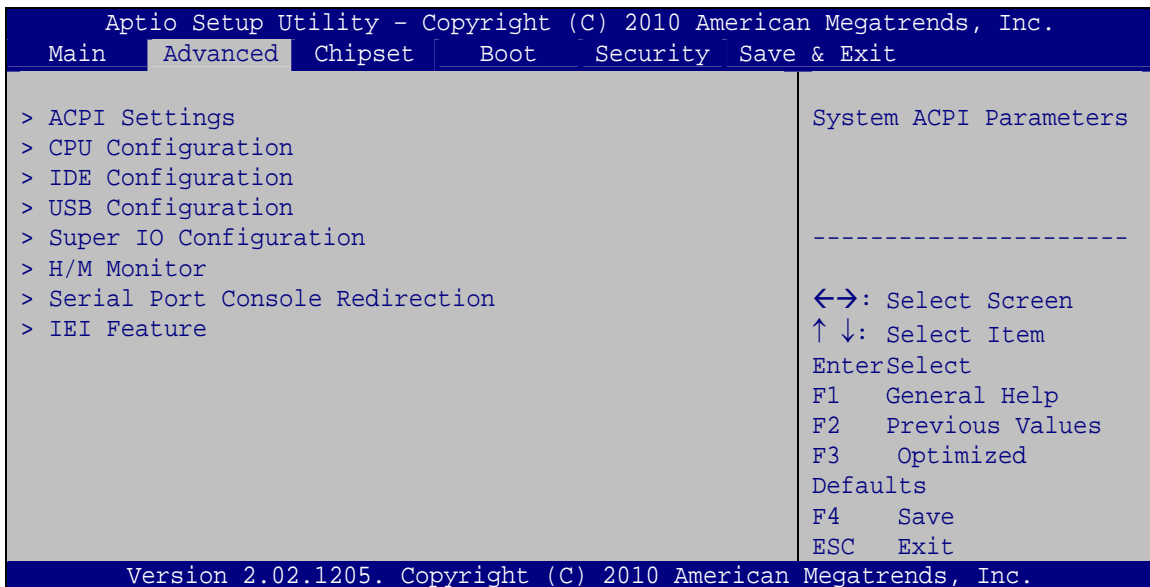 Aptio Setup Utility – Copyright (C) 2010 American Megatrends, Inc.
Main Advanced Chipset Boot Security Save & Exit
> ACPI Settings
> CPU Configuration
> IDE Configuration
> USB Configuration
> Super IO Configuration
> H/M Monitor
> Serial Port Console Redirection
> IEI Feature
System ACPI Parameters
----------------------
←→: Select Screen
↑ ↓: Select Item
EnterSelect
F1 General Help
F2 Previous Values
F3 Optimized
Defaults
F4 Save
ESC Exit
Version 2.02.1205. Copyright (C) 2010 American Megatrends, Inc.